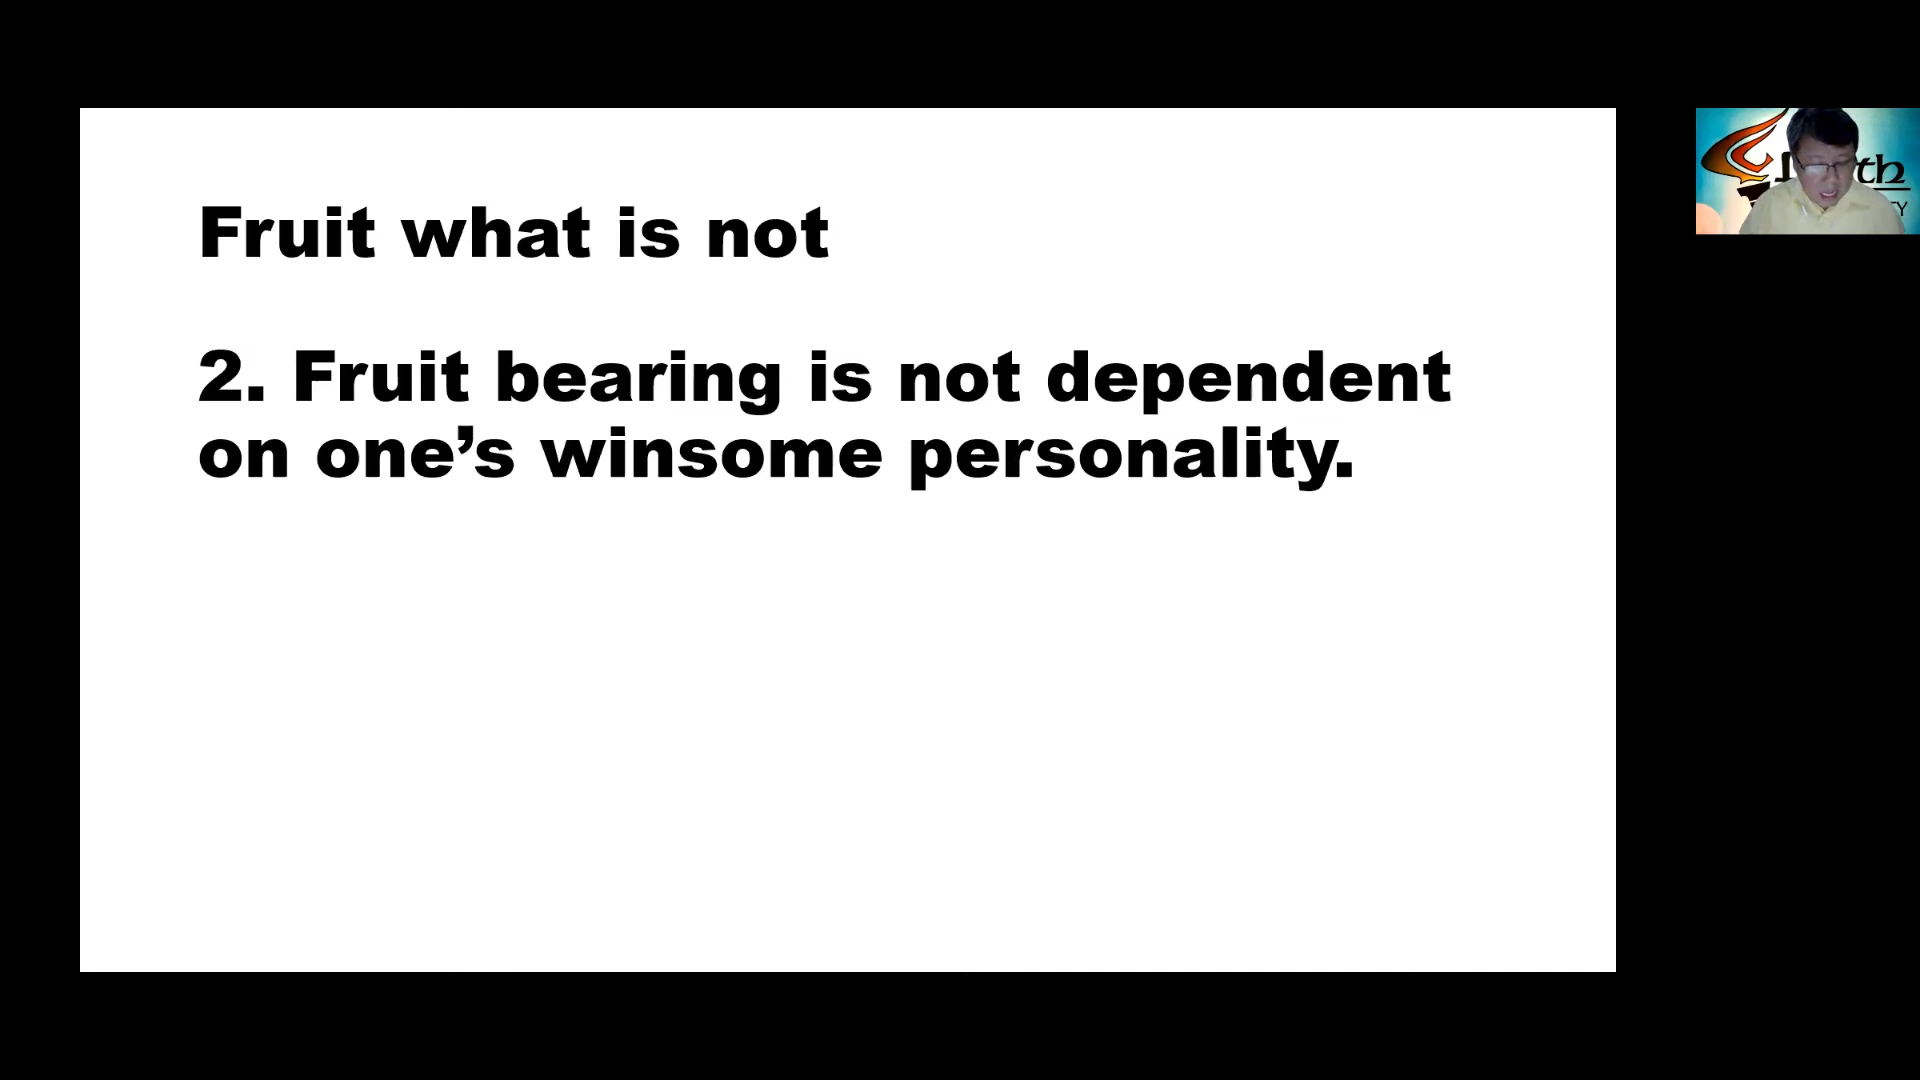 Fruit what is not
2. Fruit bearing is not dependent
on one’s winsome personality.